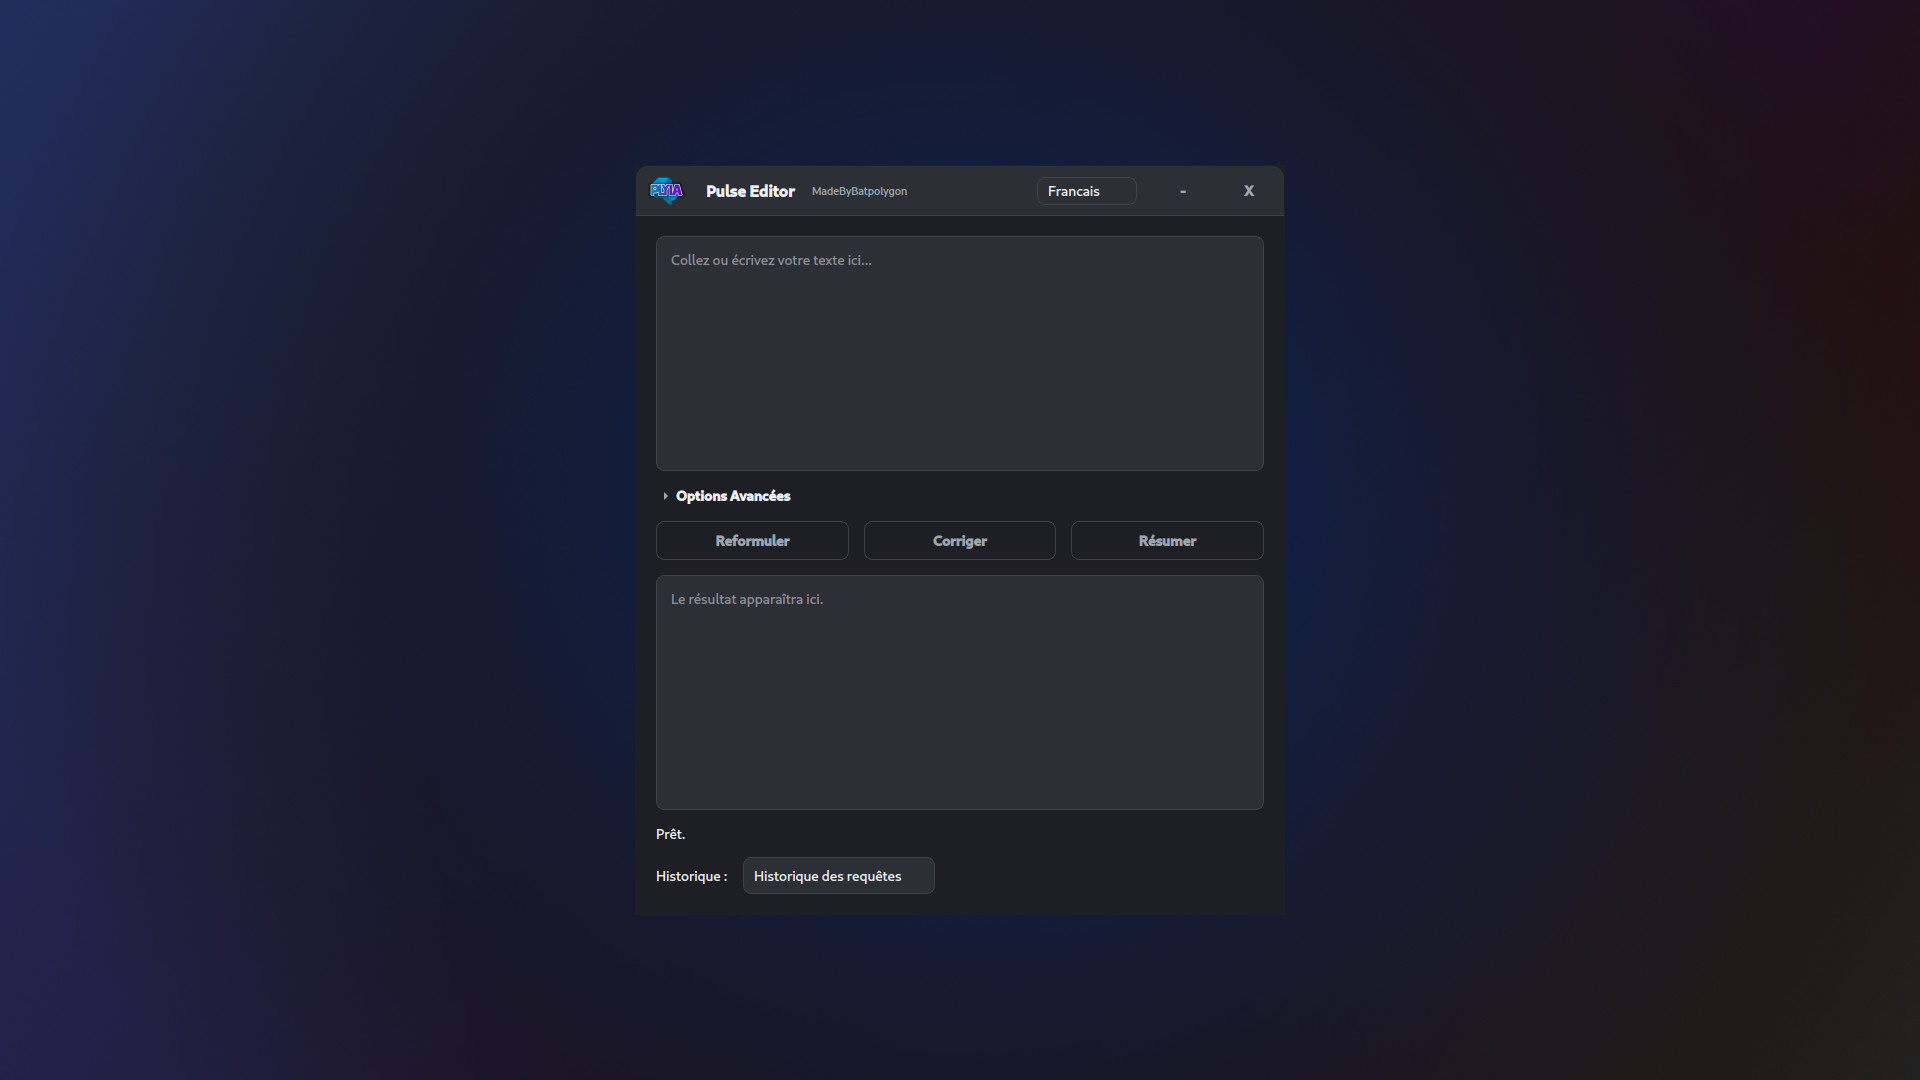 PLYIA Pulse Editor MadeByBatpolygon Francais - X
Collez ou écrivez votre texte ici...
Options Avancées
Reformuler Corriger Résumer
Le résultat apparaîtra ici.
Prêt.
Historique : Historique des requêtes